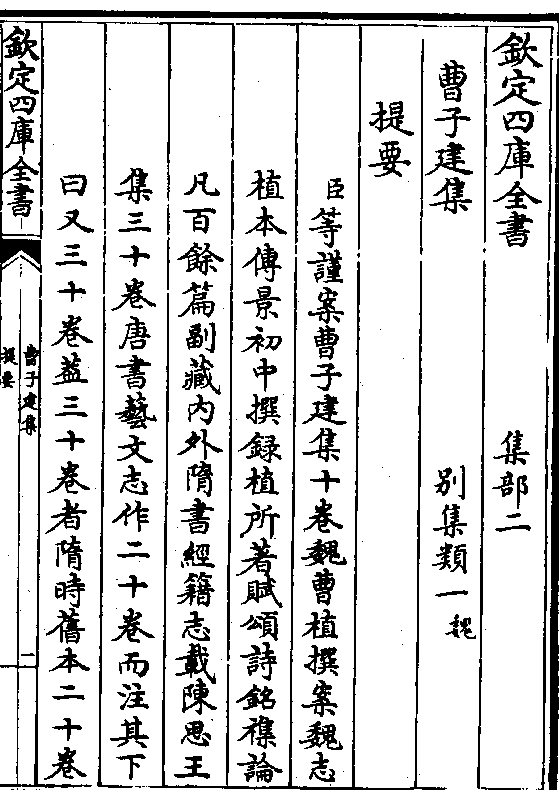 欽定四庫全書　集部二
曹子建集　別集類一魏
提要
臣等謹案曹子建集十卷魏曹植撰案魏志
植本傳景初中撰録植所著賦頌詩銘襍論
凡百餘篇副藏内外隋書經籍志載陳思王
集三十卷唐書藝文志作二十卷而注其下
曰又三十卷葢三十卷者隋時舊本二十卷
欽定四庫全書
曹子建集
提要
一